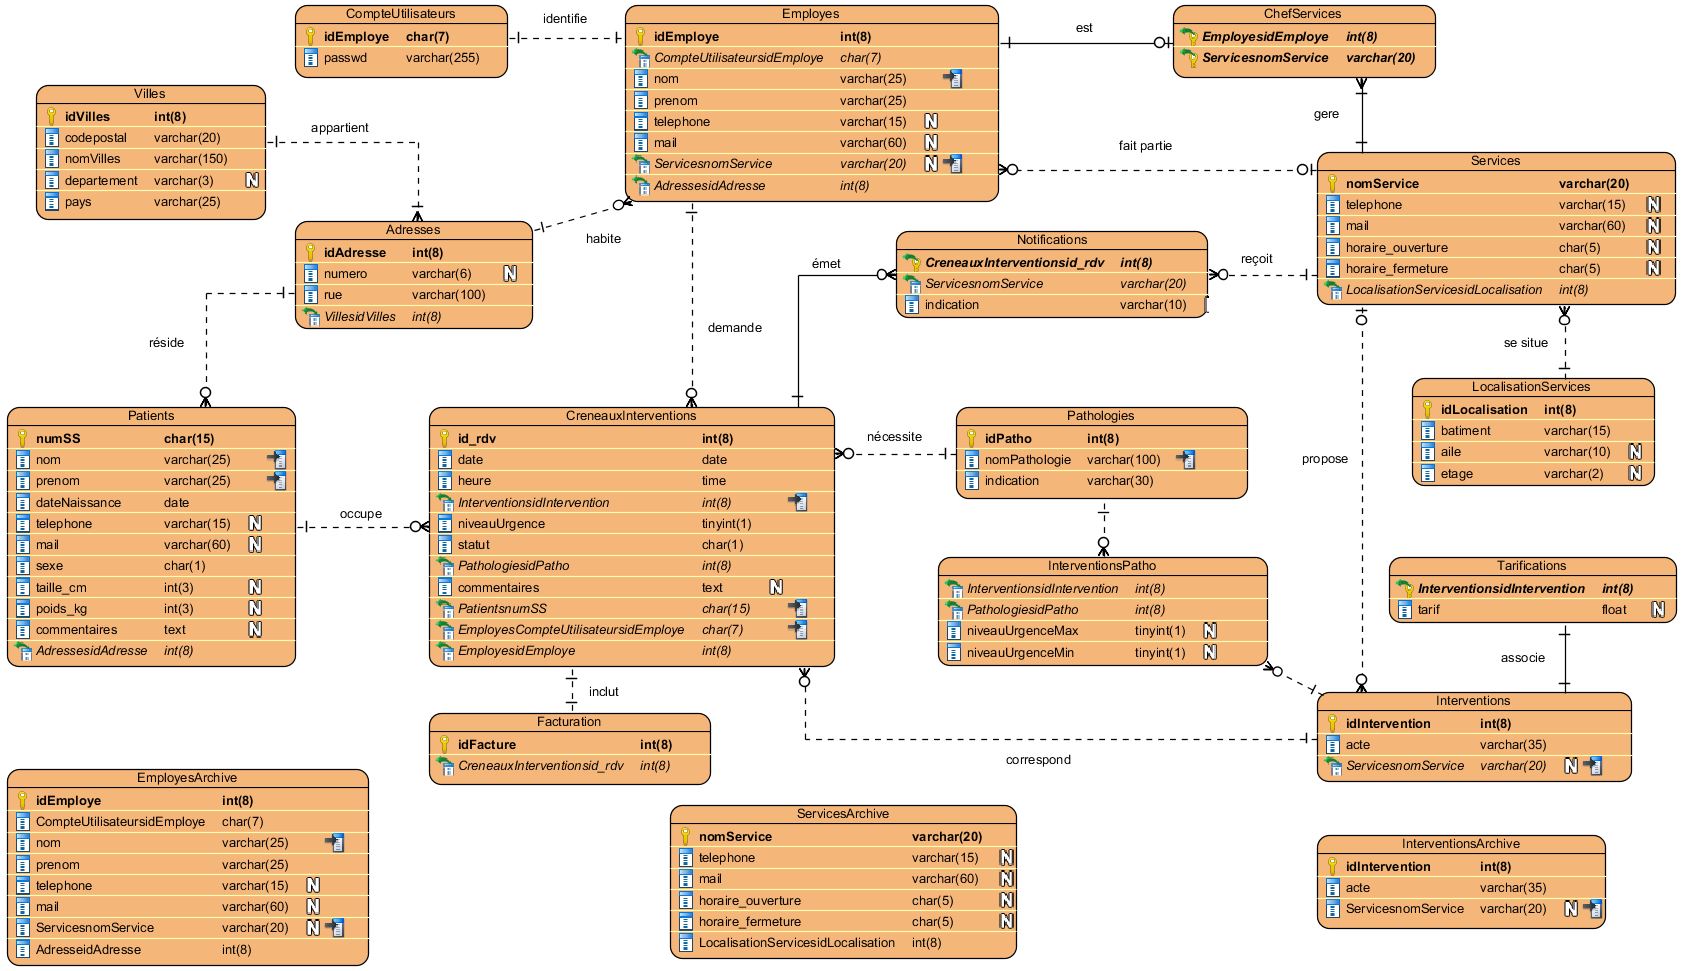 CompteUtilisateurs
idEmploye char(7)
passwd varchar(255)
identifie
Employes
idEmploye int(8)
CompteUtilisateursidEmploye char(7)
nom varchar(25)
prenom varchar(25)
telephone varchar(15) N
mail varchar(60) N
ServicesnomService varchar(20) N
AdressesidAdresse int(8)
est
ChefServices
EmployesidEmploye int(8)
ServicesnomService varchar(20)
gere
fait partie
Villes
idVilles int(8)
codepostal varchar(20)
nomVilles varchar(150)
departement varchar(3) N
pays varchar(25)
appartient
Adresses
idAdresse int(8)
numero varchar(6) N
rue varchar(100)
VillesidVilles int(8)
habite
réside
demande
émet
Notifications
CreneauxInterventionsid_rdv int(8)
ServicesnomService varchar(20)
indication varchar(10)
reçoit
Services
nomService varchar(20)
telephone varchar(15) N
mail varchar(60) N
horaire_ouverture char(5) N
horaire_fermeture char(5) N
LocalisationServicesidLocalisation int(8)
se situe
LocalisationServices
idLocalisation int(8)
batiment varchar(15)
aile varchar(10) N
etage varchar(2) N
propose
Patients
numSS char(15)
nom varchar(25)
prenom varchar(25)
dateNaissance date
telephone varchar(15) N
mail varchar(60) N
sexe char(1)
taille_cm int(3) N
poids_kg int(3) N
commentaires text N
AdressesidAdresse int(8)
occupe
CreneauxInterventions
id_rdv int(8)
date date
heure time
InterventionsidIntervention int(8)
niveauUrgence tinyint(1)
statut char(1)
PathologiesidPatho int(8)
commentaires text N
PatientsnumSS char(15)
EmployesCompteUtilisateursidEmploye char(7)
EmployesidEmploye int(8)
nécessite
Pathologies
idPatho int(8)
nomPathologie varchar(100)
indication varchar(30)
InterventionsPatho
InterventionsidIntervention int(8)
PathologiesidPatho int(8)
niveauUrgenceMax tinyint(1) N
niveauUrgenceMin tinyint(1) N
Tarifications
InterventionsidIntervention int(8)
tarif float N
associe
inclut
Facturation
idFacture int(8)
CreneauxInterventionsid_rdv int(8)
correspond
Interventions
idIntervention int(8)
acte varchar(35)
ServicesnomService varchar(20) N
EmployesArchive
idEmploye int(8)
CompteUtilisateursidEmploye char(7)
nom varchar(25)
prenom varchar(25)
telephone varchar(15) N
mail varchar(60) N
ServicesnomService varchar(20) N
AdresseidAdresse int(8)
ServicesArchive
nomService varchar(20)
telephone varchar(15) N
mail varchar(60) N
horaire_ouverture char(5) N
horaire_fermeture char(5) N
LocalisationServicesidLocalisation int(8)
InterventionsArchive
idIntervention int(8)
acte varchar(35)
ServicesnomService varchar(20) N